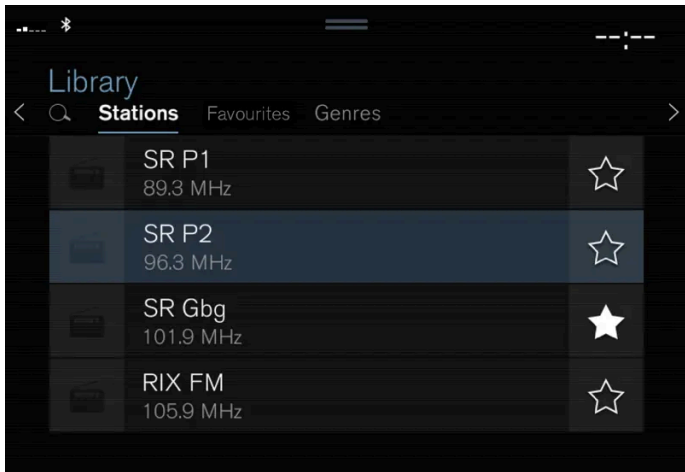 --:--
Library
Stations Favourites Genres
SR P1
89.3 MHz
SR P2
96.3 MHz
SR Gbg
101.9 MHz
RIX FM
105.9 MHz